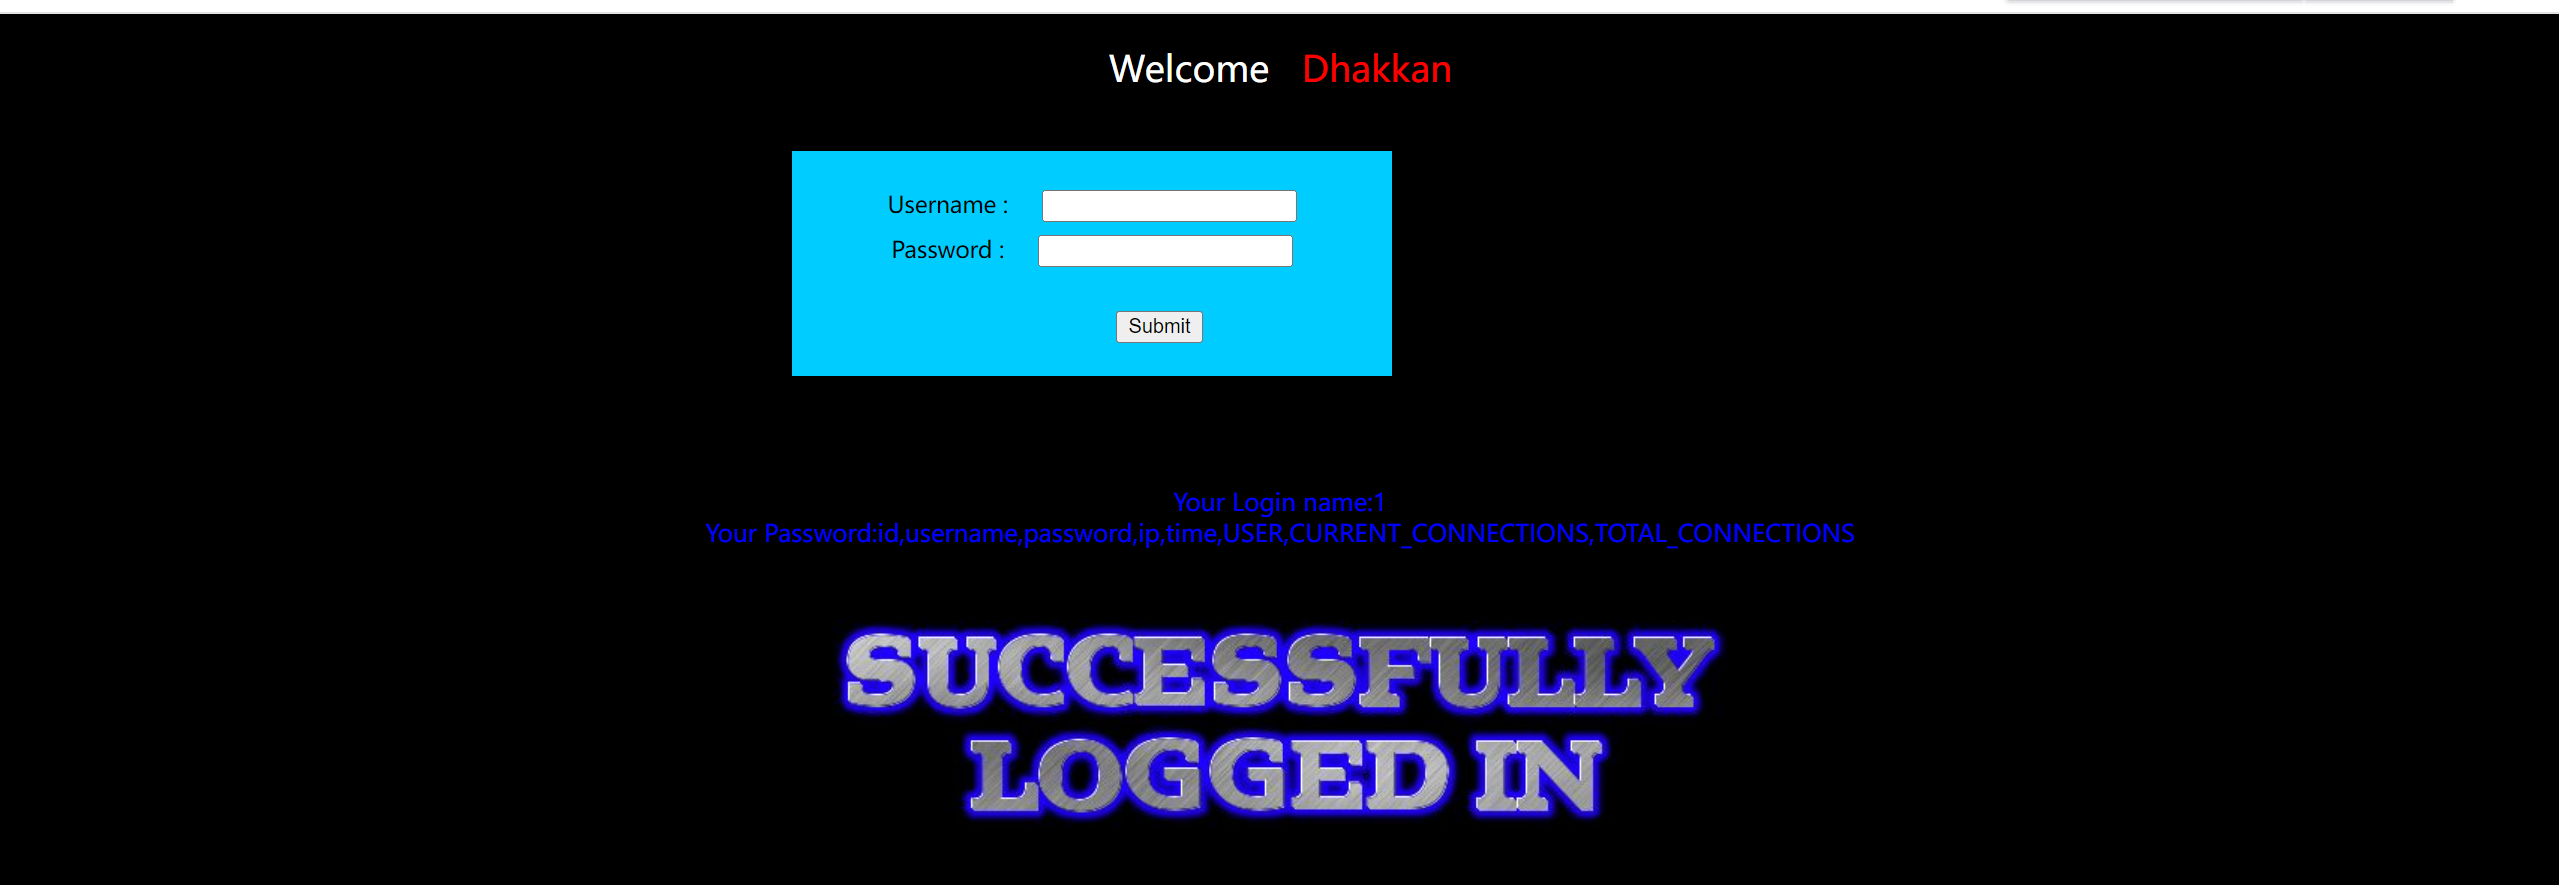 Welcome Dhakkan
Username :
Password :
Submit
Your Login name:1
Your Password:id,username,password,ip,time,USER,CURRENT_CONNECTIONS,TOTAL_CONNECTIONS
SUCCESSFULLY
LOGGED IN